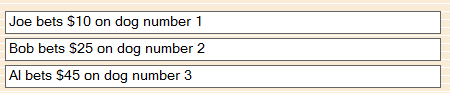 Joe bets $10 on dog number 1
Bob bets $25 on dog number 2
Al bets $45 on dog number 3